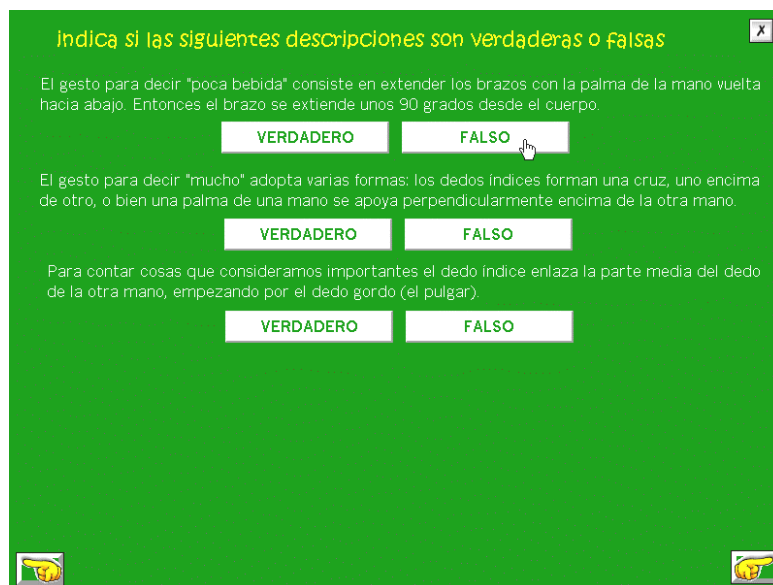 indica si las siguientes descripciones son verdaderas o falsas
X
El gesto para decir "poca bebida" consiste en extender los brazos con la palma de la mano vuelta
hacia abajo. Entonces el brazo se extiende unos 90 grados desde el cuerpo.
VERDADERO FALSO
El gesto para decir "mucho" adopta varias formas: los dedos índices forman una cruz, uno encima
de otro, o bien una palma de una mano se apoya perpendicularmente encima de la otra mano.
VERDADERO FALSO
Para contar cosas que consideramos importantes el dedo índice enlaza la parte media del dedo
de la otra mano, empezando por el dedo gordo (el pulgar).
VERDADERO FALSO